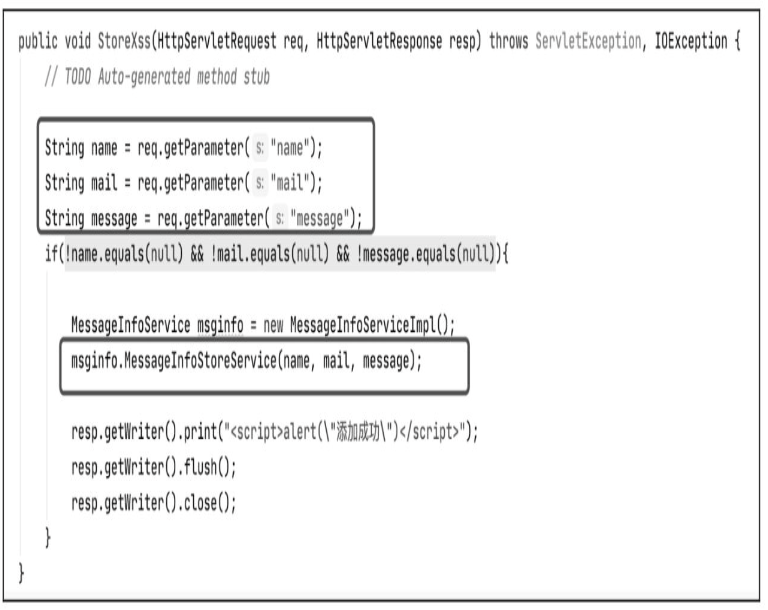 public void StoreXss(HttpServletRequest req, HttpServletResponse resp) throws ServletException, IOException {
// TODO Auto-generated method stub
String name = req.getParameter( s: "name");
String mail = req.getParameter( s: "mail");
String message = req.getParameter( s: "message");
if(!name.equals(null) && !mail.equals(null) && !message.equals(null)){
MessageInfoService msginfo = new MessageInfoServiceImpl();
msginfo.MessageInfoStoreService(name, mail, message);
resp.getWriter().print("<script>alert(\"添加成功\")</script>");
resp.getWriter().flush();
resp.getWriter().close();
}
}